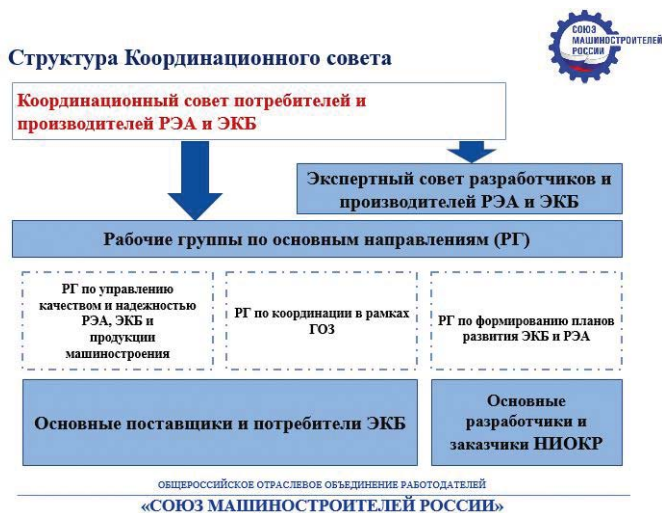 СОЮЗ
МАШИНОСТРОИТЕЛЕЙ
РОССИИ
Структура Координационного совета
Координационный совет потребителей и
производителей РЭА и ЭКБ
Экспертный совет разработчиков и
производителей РЭА и ЭКБ
Рабочие группы по основным направлениям (РГ)
РГ по управлению
качеством и надежностью
РЭА, ЭКБ и
продукции
машиностроения
РГ по координации в рамках
ГОЗ
РГ по формированию планов
развития ЭКБ и РЭА
Основные поставщики и потребители ЭКБ
Основные
разработчики и
заказчики НИОКР
ОБЩЕРОССИЙСКОЕ ОТРАСЛЕВОЕ ОБЪЕДИНЕНИЕ РАБОТОДАТЕЛЕЙ
«СОЮЗ МАШИНОСТРОИТЕЛЕЙ РОССИИ»